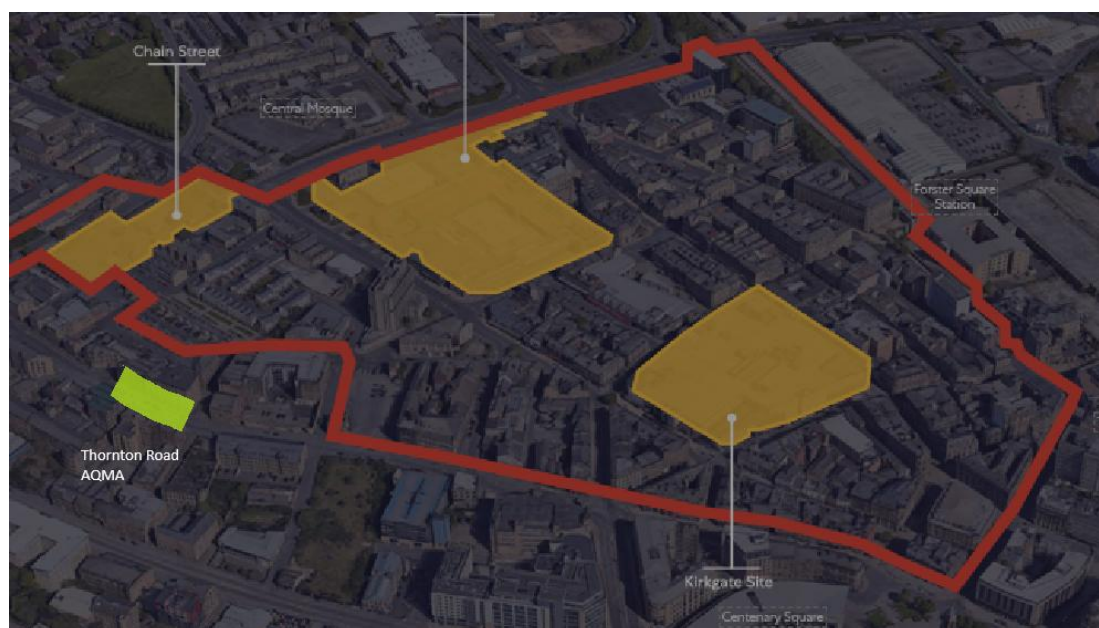 Chain Street
Central Mosque
Forster Square
Station
Thornton Road
AQMA
Kirkgate Site
Centenary Square